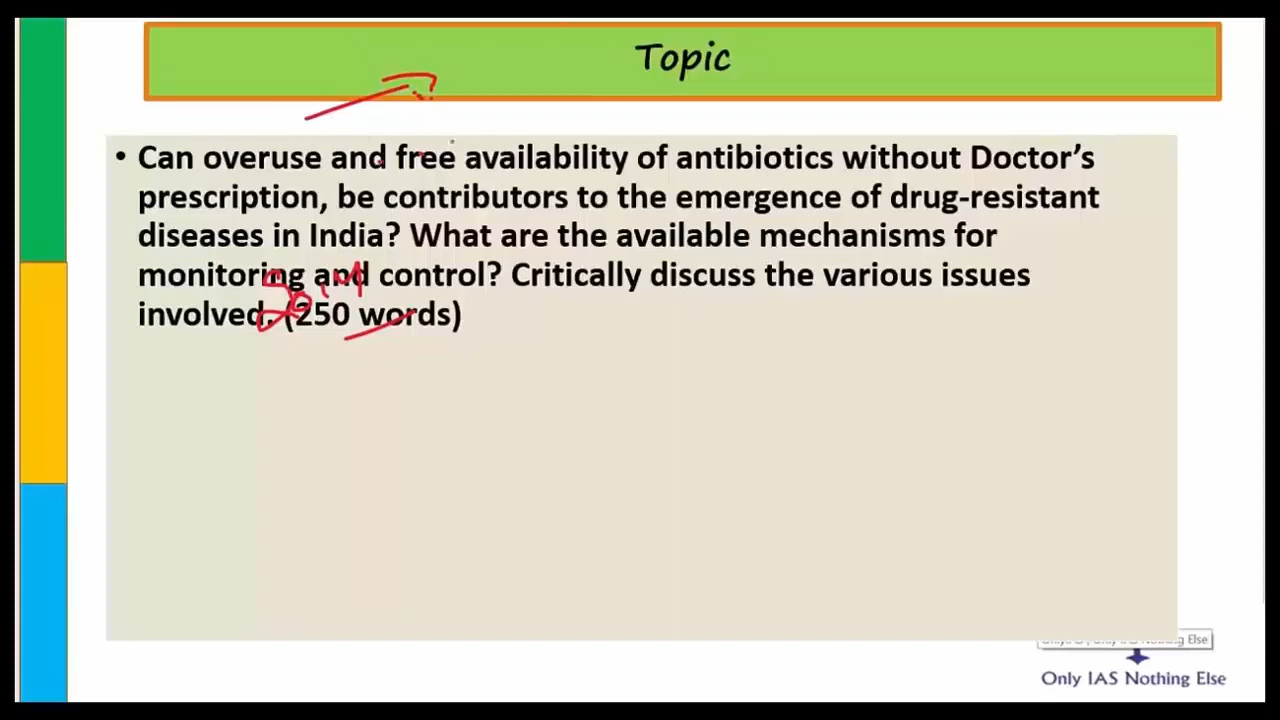 Topic
• Can overuse and free availability of antibiotics without Doctor's
prescription, be contributors to the emergence of drug-resistant
diseases in India? What are the available mechanisms for
monitoring and control? Critically discuss the various issues
involved. (250 words)
Nothing Else
Only IAS Nothing Else